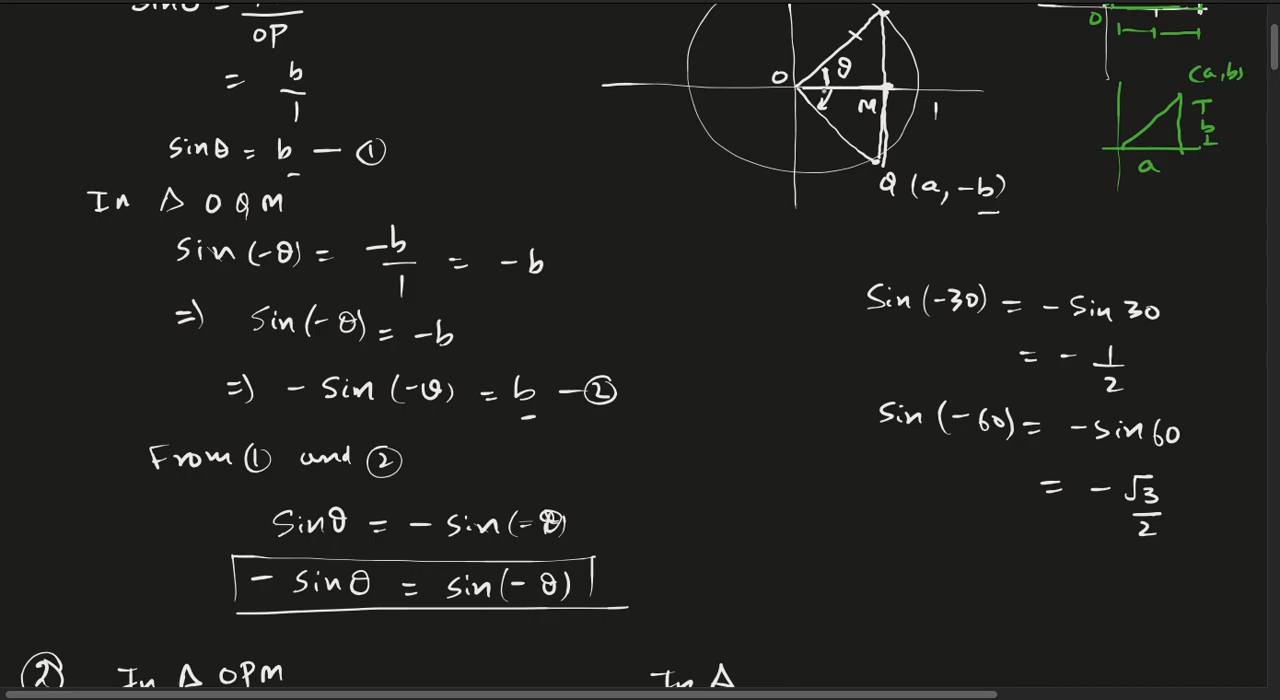 sinθ =
OP
= b/1
sinθ = b — ①
In Δ OQM
sin(-θ) = -b/1 = -b
=) sin(-θ) = -b
=) - sin(-θ) = b — ②
From ① and ②
sinθ = - sin(-θ)
- sinθ = sin(-θ)
② In Δ OPM
In Δ
O
θ
M
1
Q (a, -b)
O
(a, b)
b
a
Sin(-30) = - Sin 30
= - 1/2
Sin(-60) = - sin 60
= - √3/2